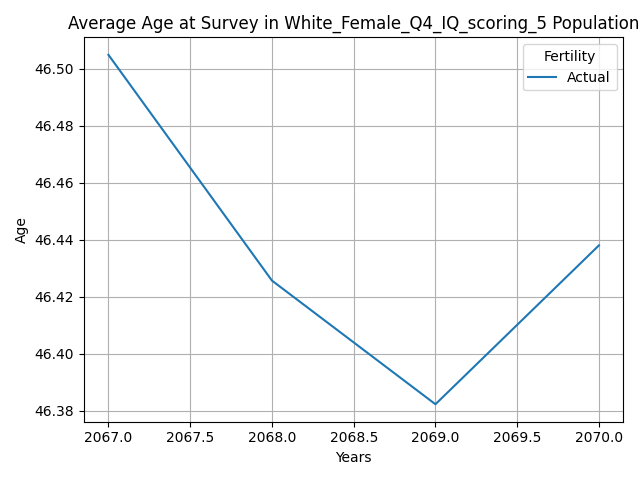 Average Age at Survey in White_Female_Q4_IQ_scoring_5 Population
Fertility
Actual
46.50
46.48
46.46
46.44
46.42
46.40
46.38
Age
2067.0 2067.5 2068.0 2068.5 2069.0 2069.5 2070.0
Years